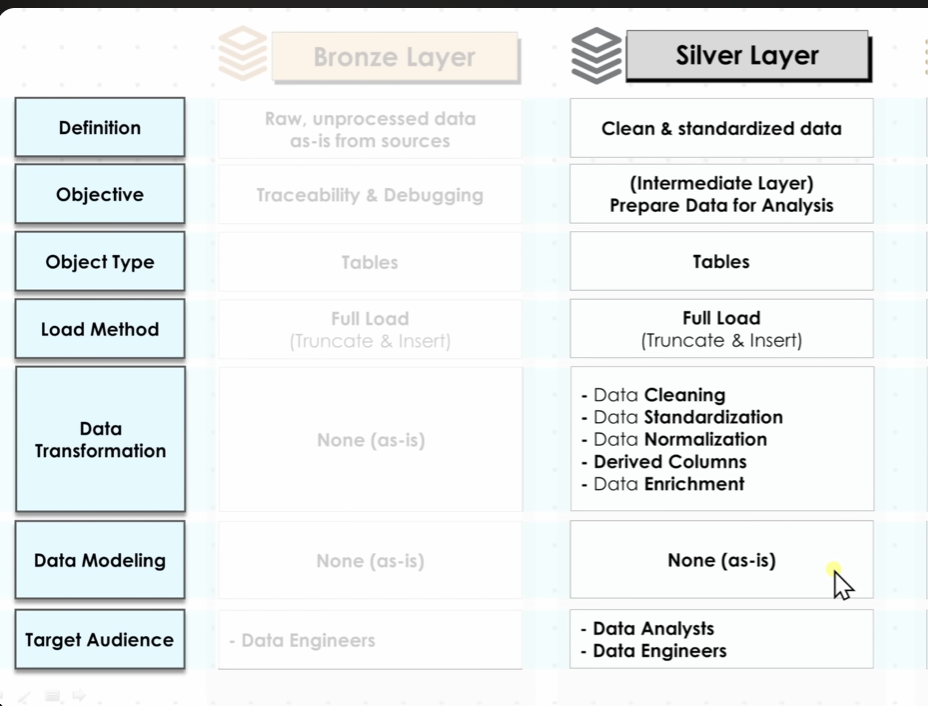 Bronze Layer
Silver Layer
Definition
Raw, unprocessed data
as-is from sources
Clean & standardized data
Objective
Traceability & Debugging
(Intermediate Layer)
Prepare Data for Analysis
Object Type
Tables
Tables
Load Method
Full Load
(Truncate & Insert)
Full Load
(Truncate & Insert)
Data
Transformation
None (as-is)
- Data Cleaning
- Data Standardization
- Data Normalization
- Derived Columns
- Data Enrichment
Data Modeling
None (as-is)
None (as-is)
Target Audience
- Data Engineers
- Data Analysts
- Data Engineers